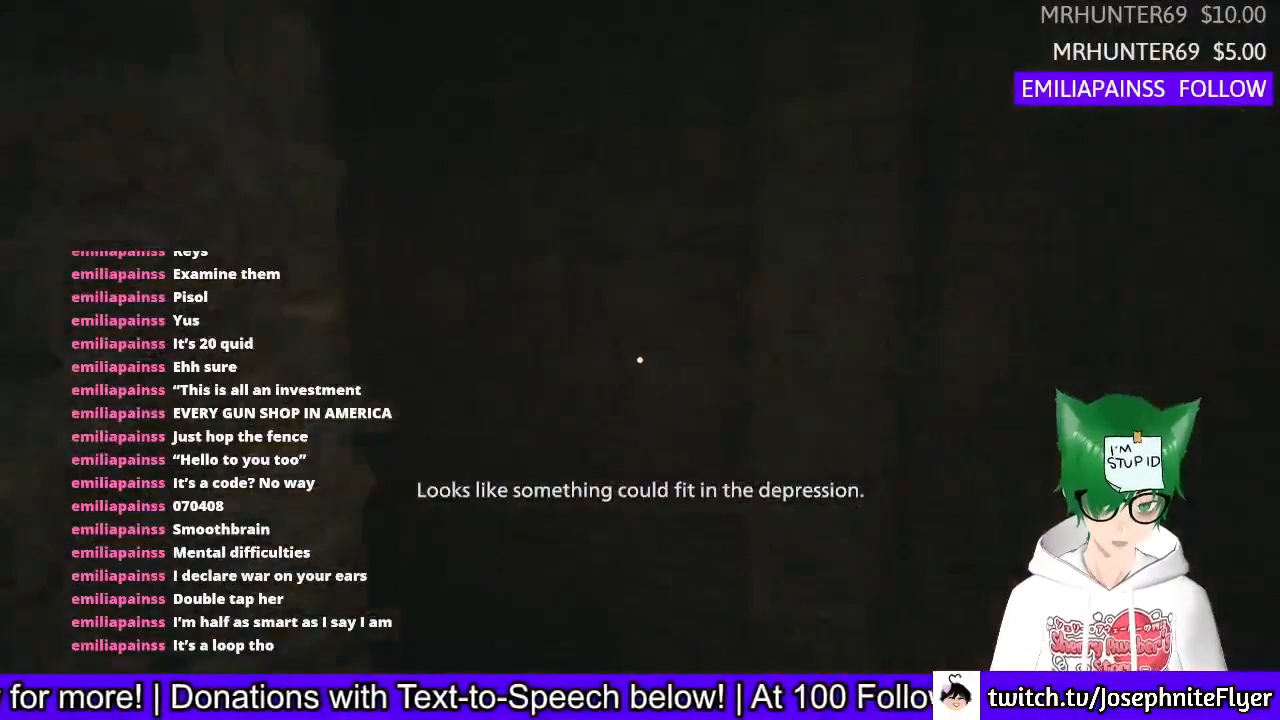 MRHUNTER69 $10.00
MRHUNTER69 $5.00
EMILIAPAINSS FOLLOW
emiliapainss Keys
emiliapainss Examine them
emiliapainss Pisol
emiliapainss Yus
emiliapainss It’s 20 quid
emiliapainss Ehh sure
emiliapainss “This is all an investment
emiliapainss EVERY GUN SHOP IN AMERICA
emiliapainss Just hop the fence
emiliapainss “Hello to you too”
emiliapainss It’s a code? No way
emiliapainss 070408
emiliapainss Smoothbrain
emiliapainss Mental difficulties
emiliapainss I declare war on your ears
emiliapainss Double tap her
emiliapainss I’m half as smart as I say I am
emiliapainss It’s a loop tho
Looks like something could fit in the depression.
I'M
STUPID
for more! | Donations with Text-to-Speech below! | At 100 Follow
twitch.tv/JosephniteFlyer